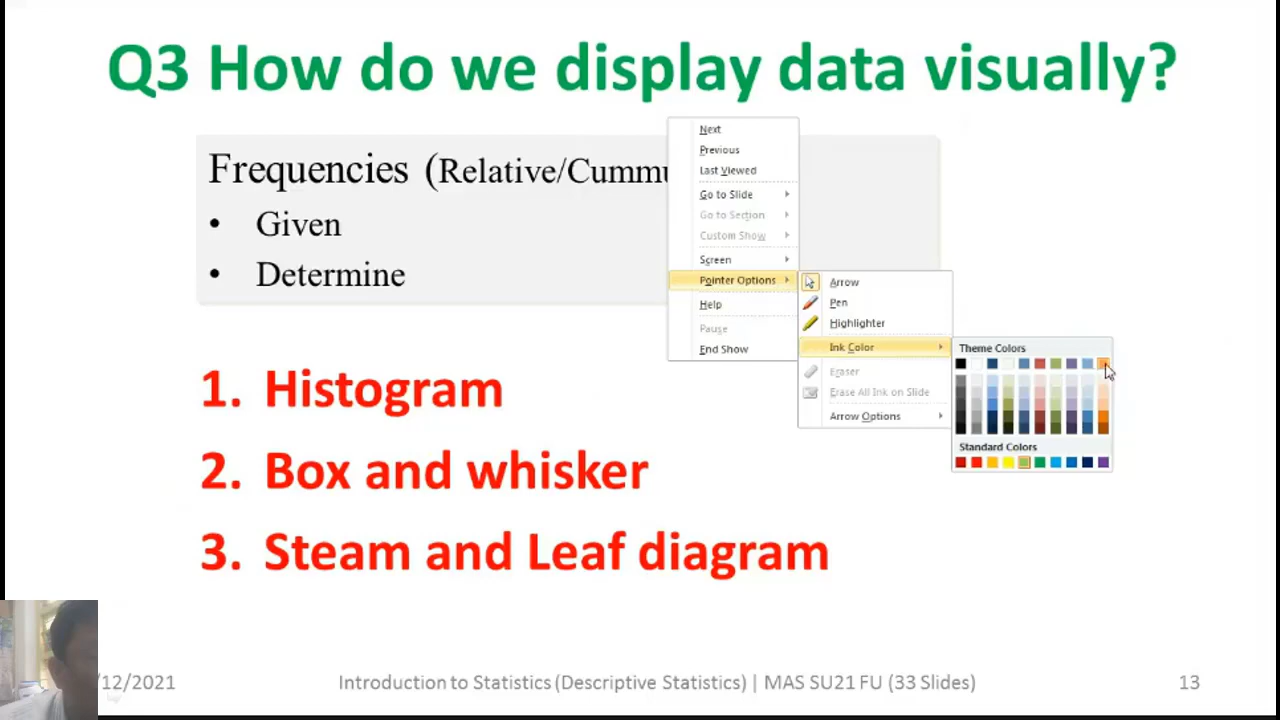 Q3 How do we display data visually?
Frequencies (Relative/Cummu
• Given
• Determine
1. Histogram
2. Box and whisker
3. Steam and Leaf diagram
Next
Previous
Last Viewed
Go to Slide
Go to Section
Custom Show
Screen
Pointer Options
Help
Pause
End Show
Arrow
Pen
Highlighter
Ink Color
Eraser
Erase All Ink on Slide
Arrow Options
Theme Colors
Standard Colors
/12/2021
Introduction to Statistics (Descriptive Statistics) | MAS SU21 FU (33 Slides)
13